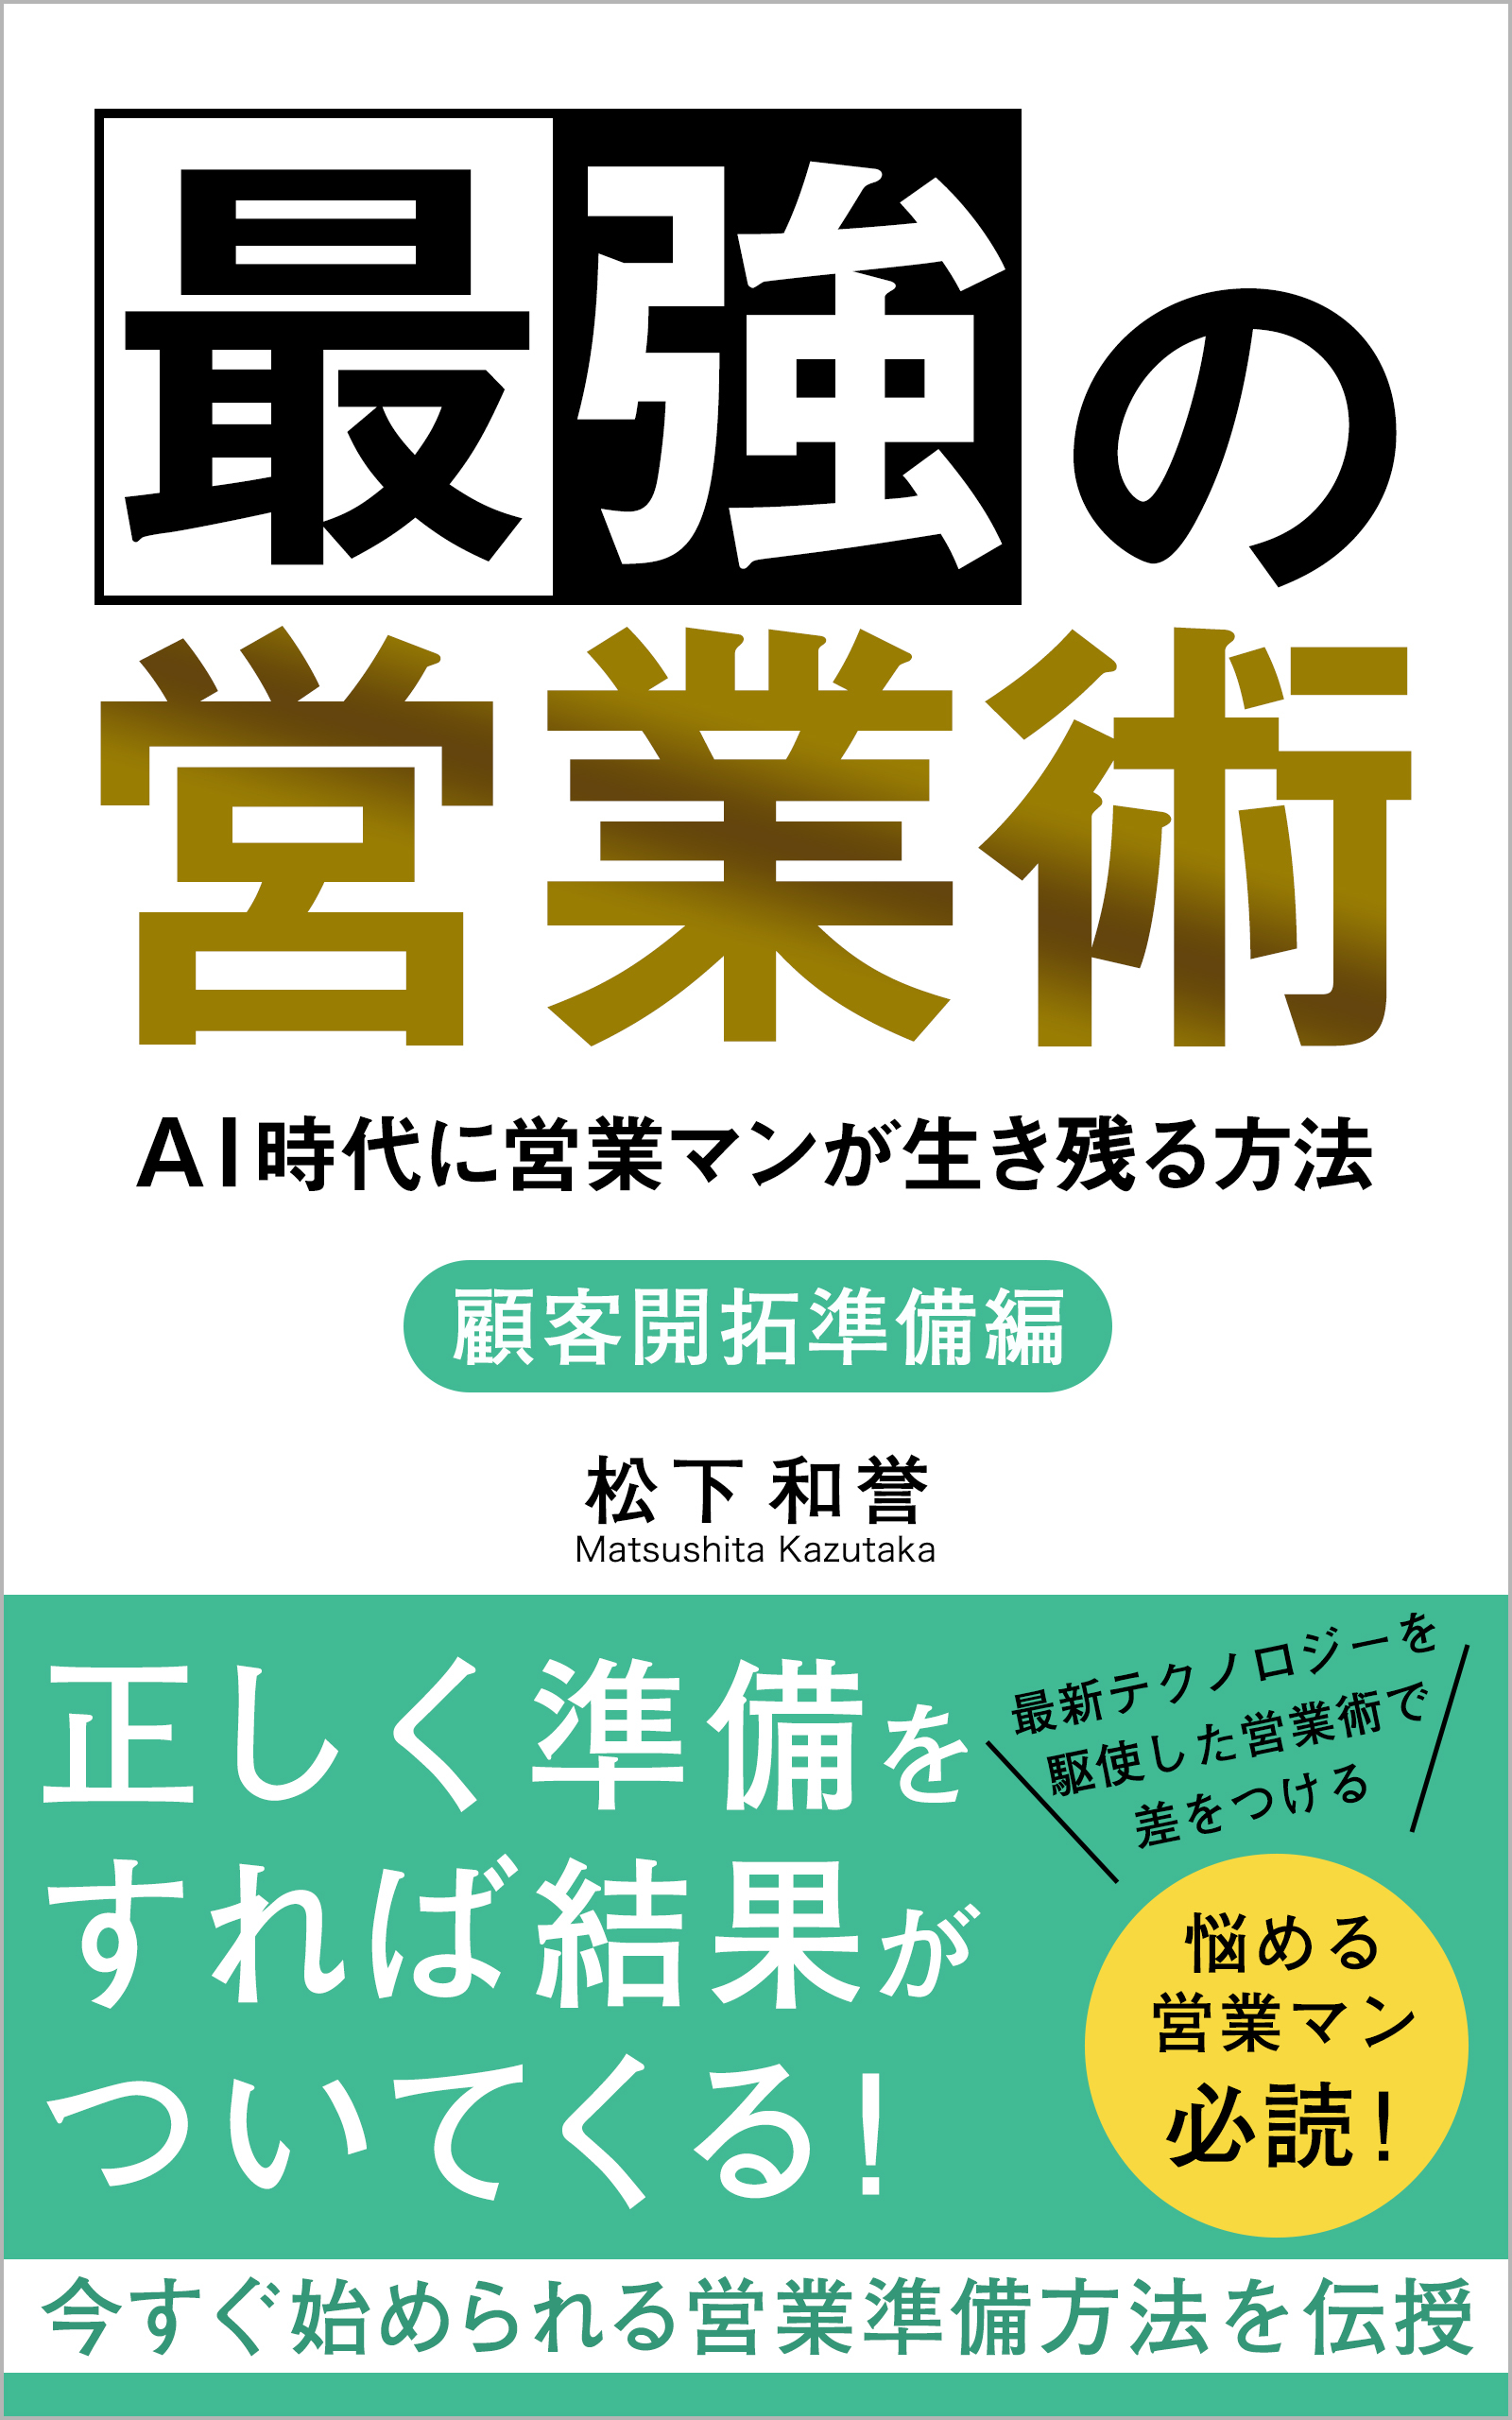 最強の
営業術
AI時代に営業マンが生き残る方法
顧客開拓準備編
松下 和誉
Matsushita Kazutaka
正しく準備を
すれば結果が
ついてくる！
最新テクノロジーを
駆使した営業術で
差をつける
悩める
営業マン
必読！
今すぐ始められる営業準備方法を伝授